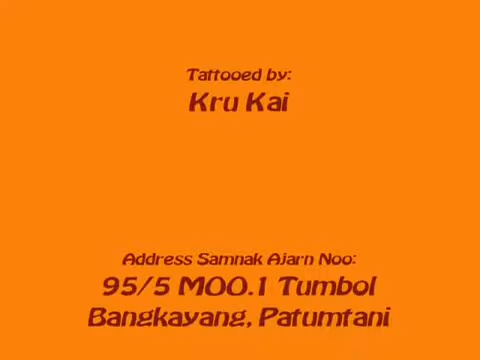 Tattooed by:
Kru Kai
Address Samnak Ajarn Noo:
95/5 MOO.1 Tumbol
Bangkayang, Patumtani